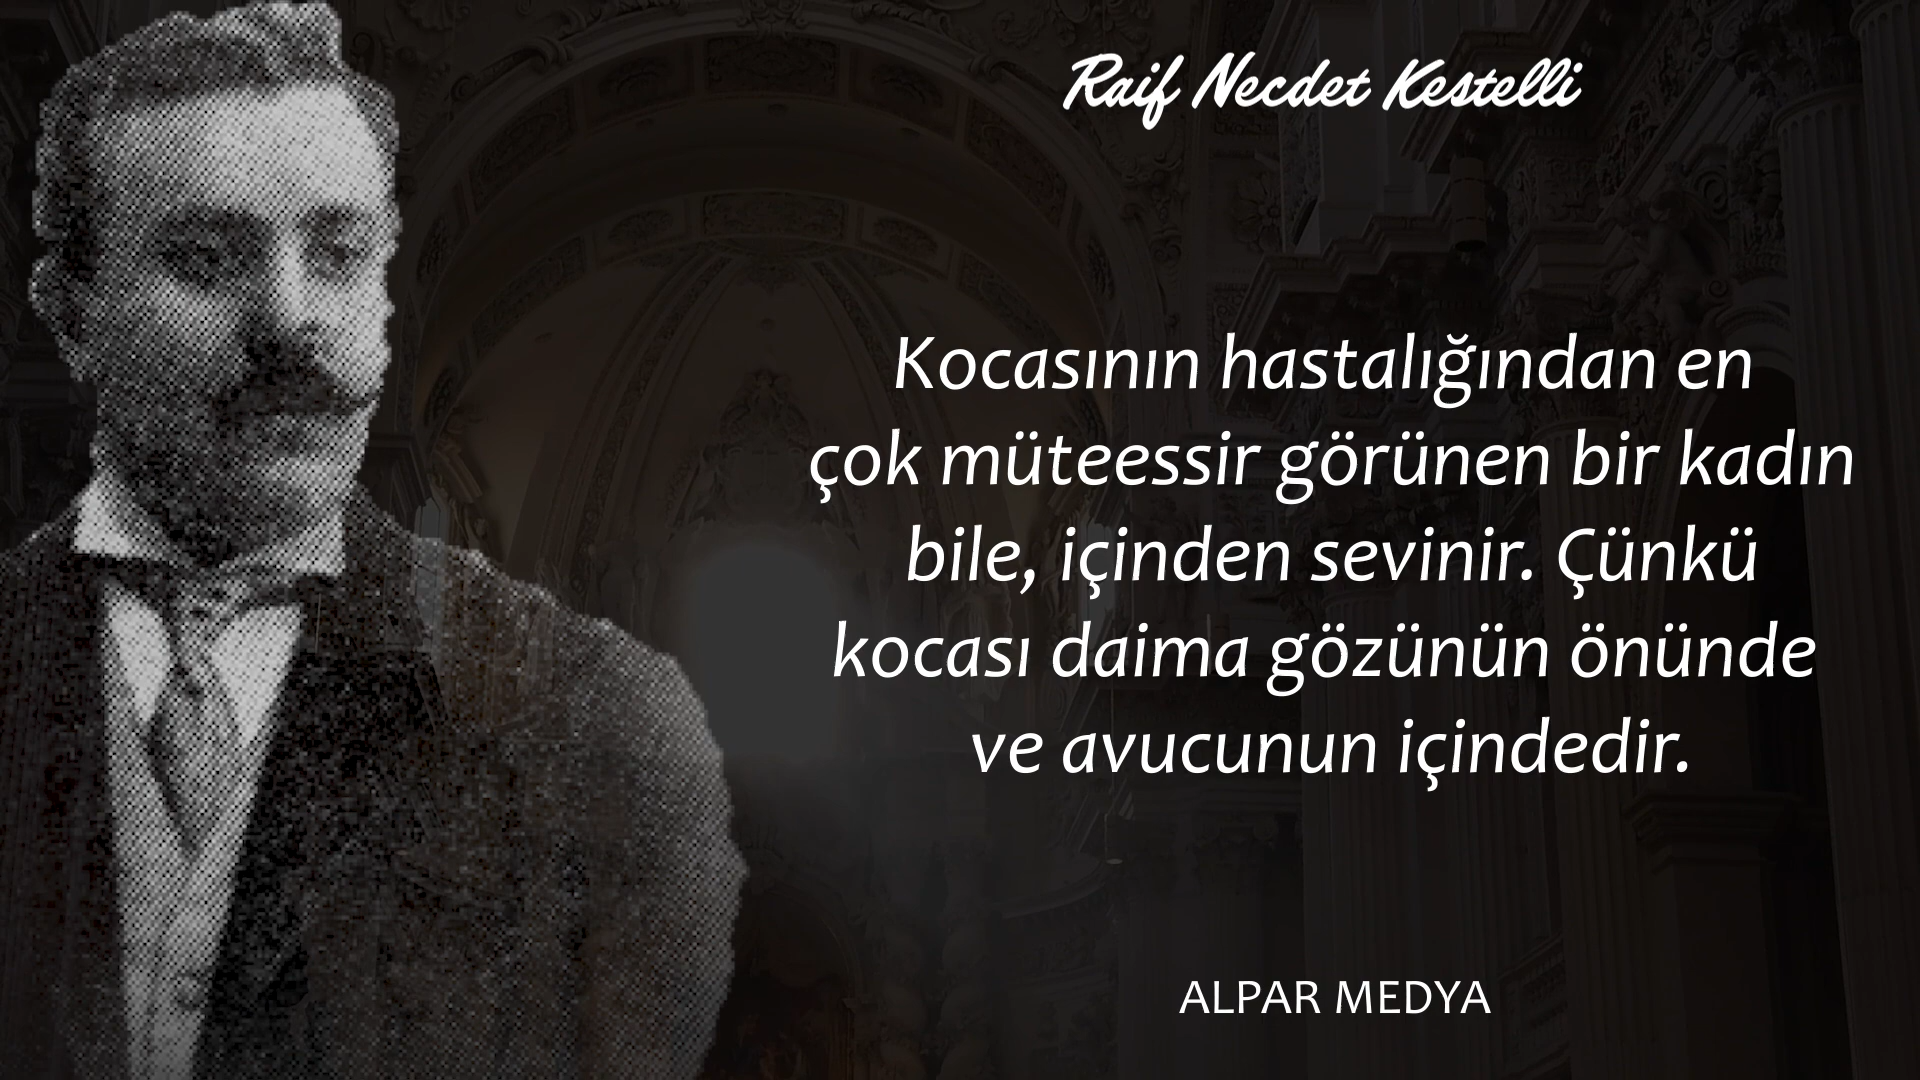 Raif Necdet Kestelli
Kocasının hastalığından en
çok müteessir görünen bir kadın
bile, içinden sevinir. Çünkü
kocası daima gözünün önünde
ve avucunun içindedir.
ALPAR MEDYA